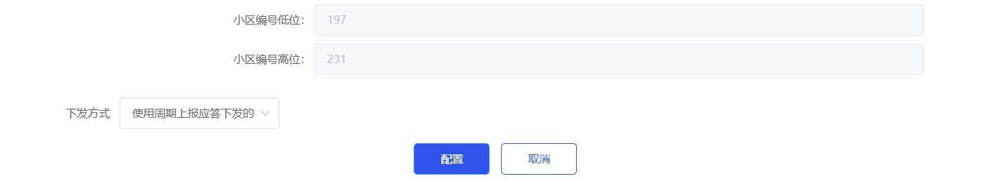 小区编号低位： 197
小区编号高位： 231
下发方式 使用周期上报应答下发的
配置 取消